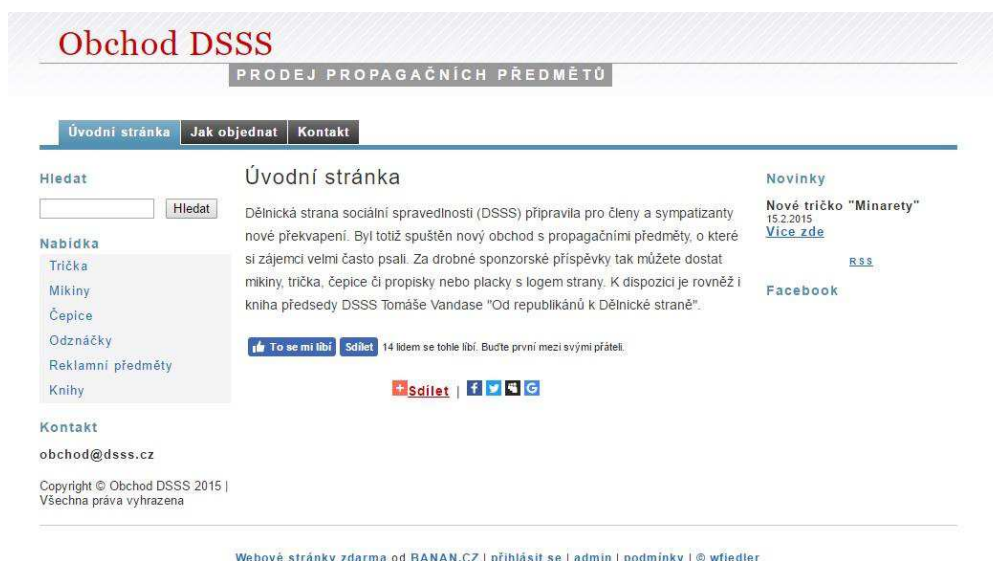 Obchod DSSS
PRODEJ PROPAGAČNÍCH PŘEDMĚTŮ
Úvodní stránka Jak objednat Kontakt
Hledat
Hledat
Nabídka
Trička
Mikiny
Čepice
Odznáčky
Reklamní předměty
Knihy
Kontakt
obchod@dsss.cz
Copyright © Obchod DSSS 2015 |
Všechna práva vyhrazena
Úvodní stránka
Dělnická strana sociální spravedlnosti (DSSS) připravila pro členy a sympatizanty
nové překvapení. Byl totiž spuštěn nový obchod s propagačními předměty, o které
si zájemci velmi často psali. Za drobné sponzorské příspěvky tak můžete dostat
mikiny, trička, čepice či propisky nebo placky s logem strany. K dispozici je rovněž i
kniha předsedy DSSS Tomáše Vandase "Od republikánů k Dělnické straně".
To se mi líbí Sdílet 14 lidem se tohle líbí. Buďte první mezi svými přáteli.
Sdílet |
Novinky
Nové tričko "Minarety"
15.2.2015
Více zde
RSS
Facebook
Webové stránky zdarma od BANAN.CZ | přihlásit se | admin | podmínky | © wfiedler